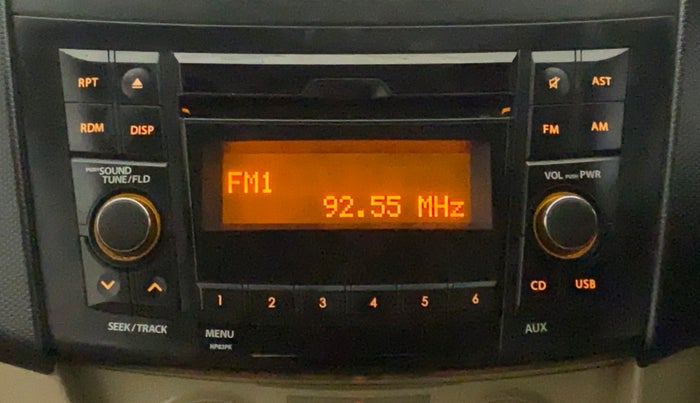 RPT
AST
RDM
DISP
FM
AM
PUSH SOUND
TUNE/FLD
VOL PUSH PWR
FM1
92.55 MHz
CD
USB
1
2
3
4
5
6
SEEK/TRACK
MENU
AUX